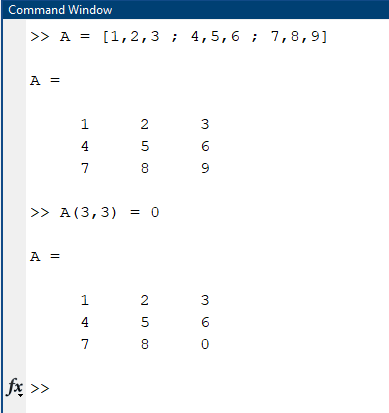 Command Window
>> A = [1,2,3 ; 4,5,6 ; 7,8,9]
A =
1 2 3
4 5 6
7 8 9
>> A(3,3) = 0
A =
1 2 3
4 5 6
7 8 0
fx >>